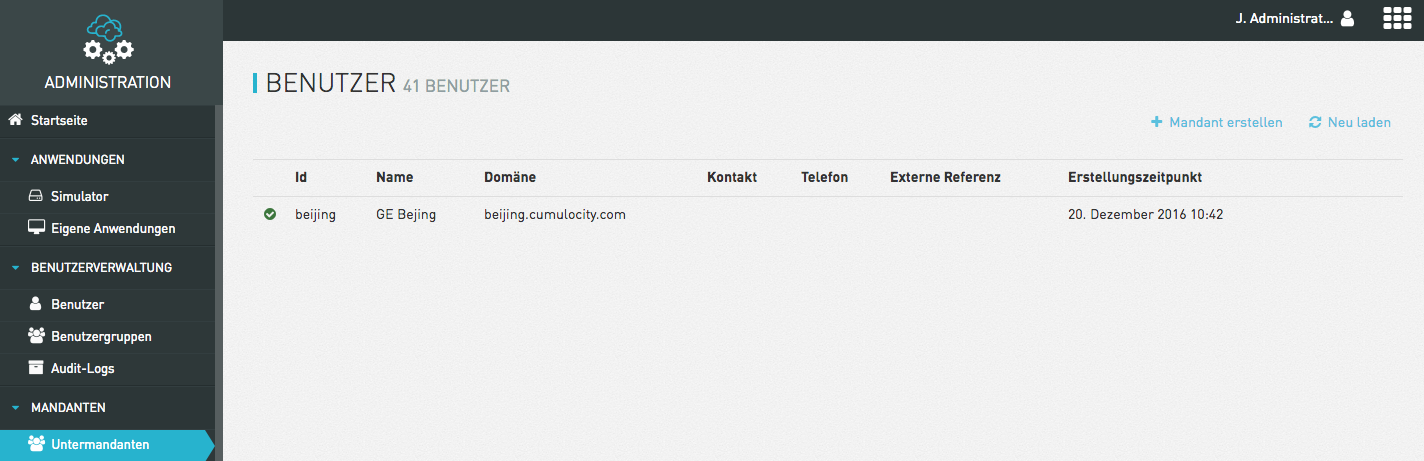 ADMINISTRATION
Startseite
ANWENDUNGEN
Simulator
Eigene Anwendungen
BENUTZERVERWALTUNG
Benutzer
Benutzergruppen
Audit-Logs
MANDANTEN
Untermandanten
J. Administrat...
BENUTZER 41 BENUTZER
Mandant erstellen Neu laden
Id Name Domäne Kontakt Telefon Externe Referenz Erstellungszeitpunkt
beijing GE Bejing beijing.cumulocity.com 20. Dezember 2016 10:42